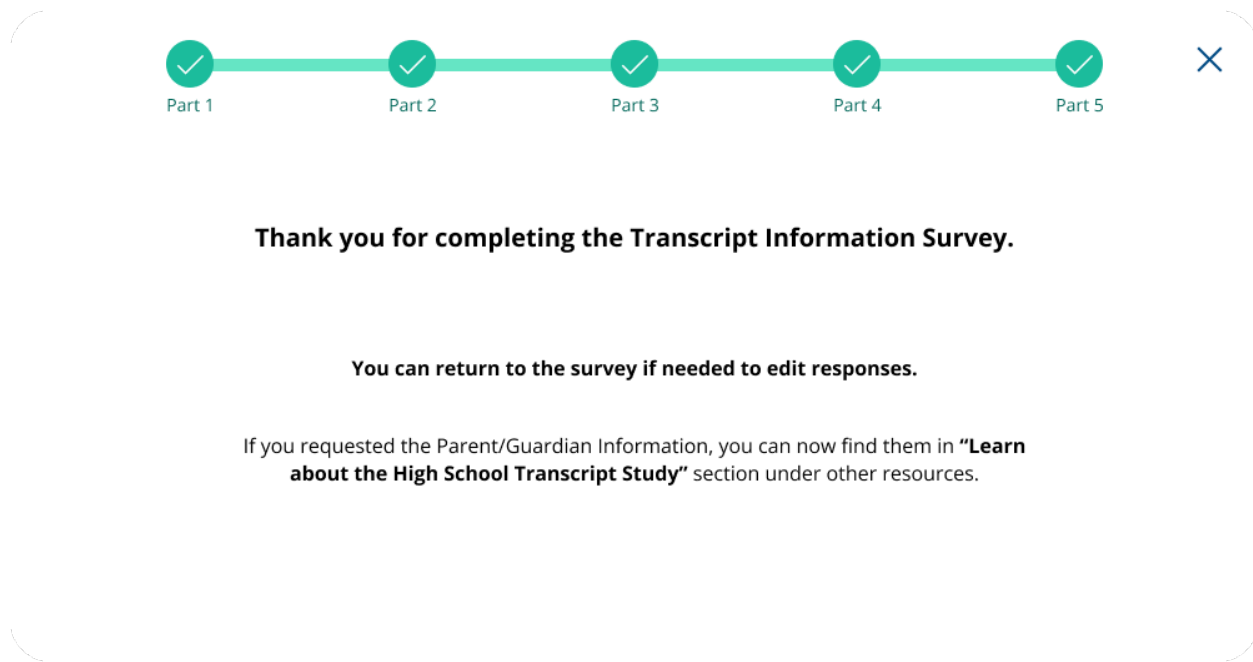 Part 1 Part 2 Part 3 Part 4 Part 5
Thank you for completing the Transcript Information Survey.
You can return to the survey if needed to edit responses.
If you requested the Parent/Guardian Information, you can now find them in “Learn
about the High School Transcript Study” section under other resources.